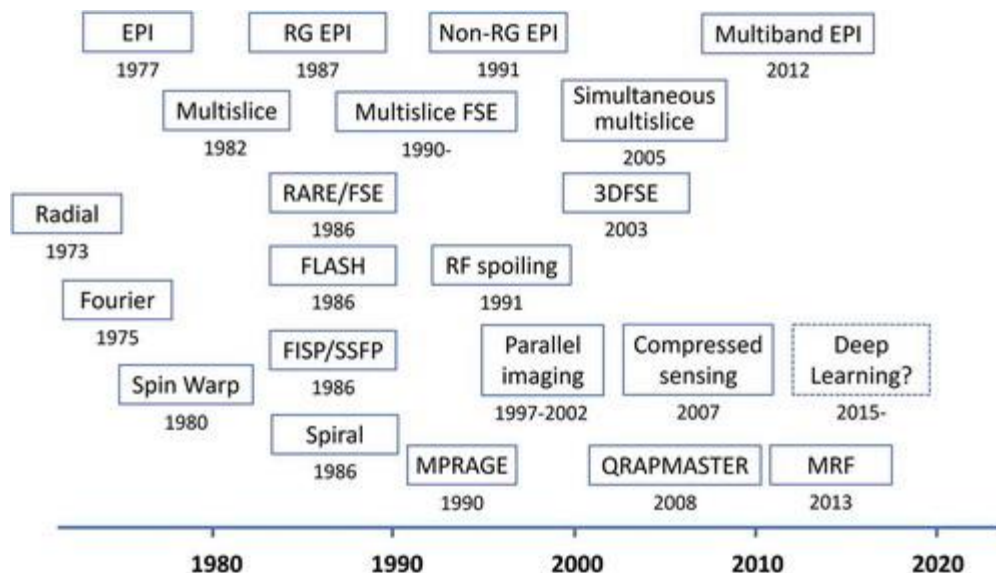 EPI
1977
RG EPI
1987
Non-RG EPI
1991
Multiband EPI
2012
Multislice
1982
Multislice FSE
1990-
Simultaneous
multislice
2005
Radial
1973
RARE/FSE
1986
3DFSE
2003
Fourier
1975
FLASH
1986
RF spoiling
1991
Spin Warp
1980
FISP/SSFP
1986
Parallel
imaging
1997-2002
Compressed
sensing
2007
Deep
Learning?
2015-
Spiral
1986
MPRAGE
1990
QRAPMASTER
2008
MRF
2013
1980
1990
2000
2010
2020